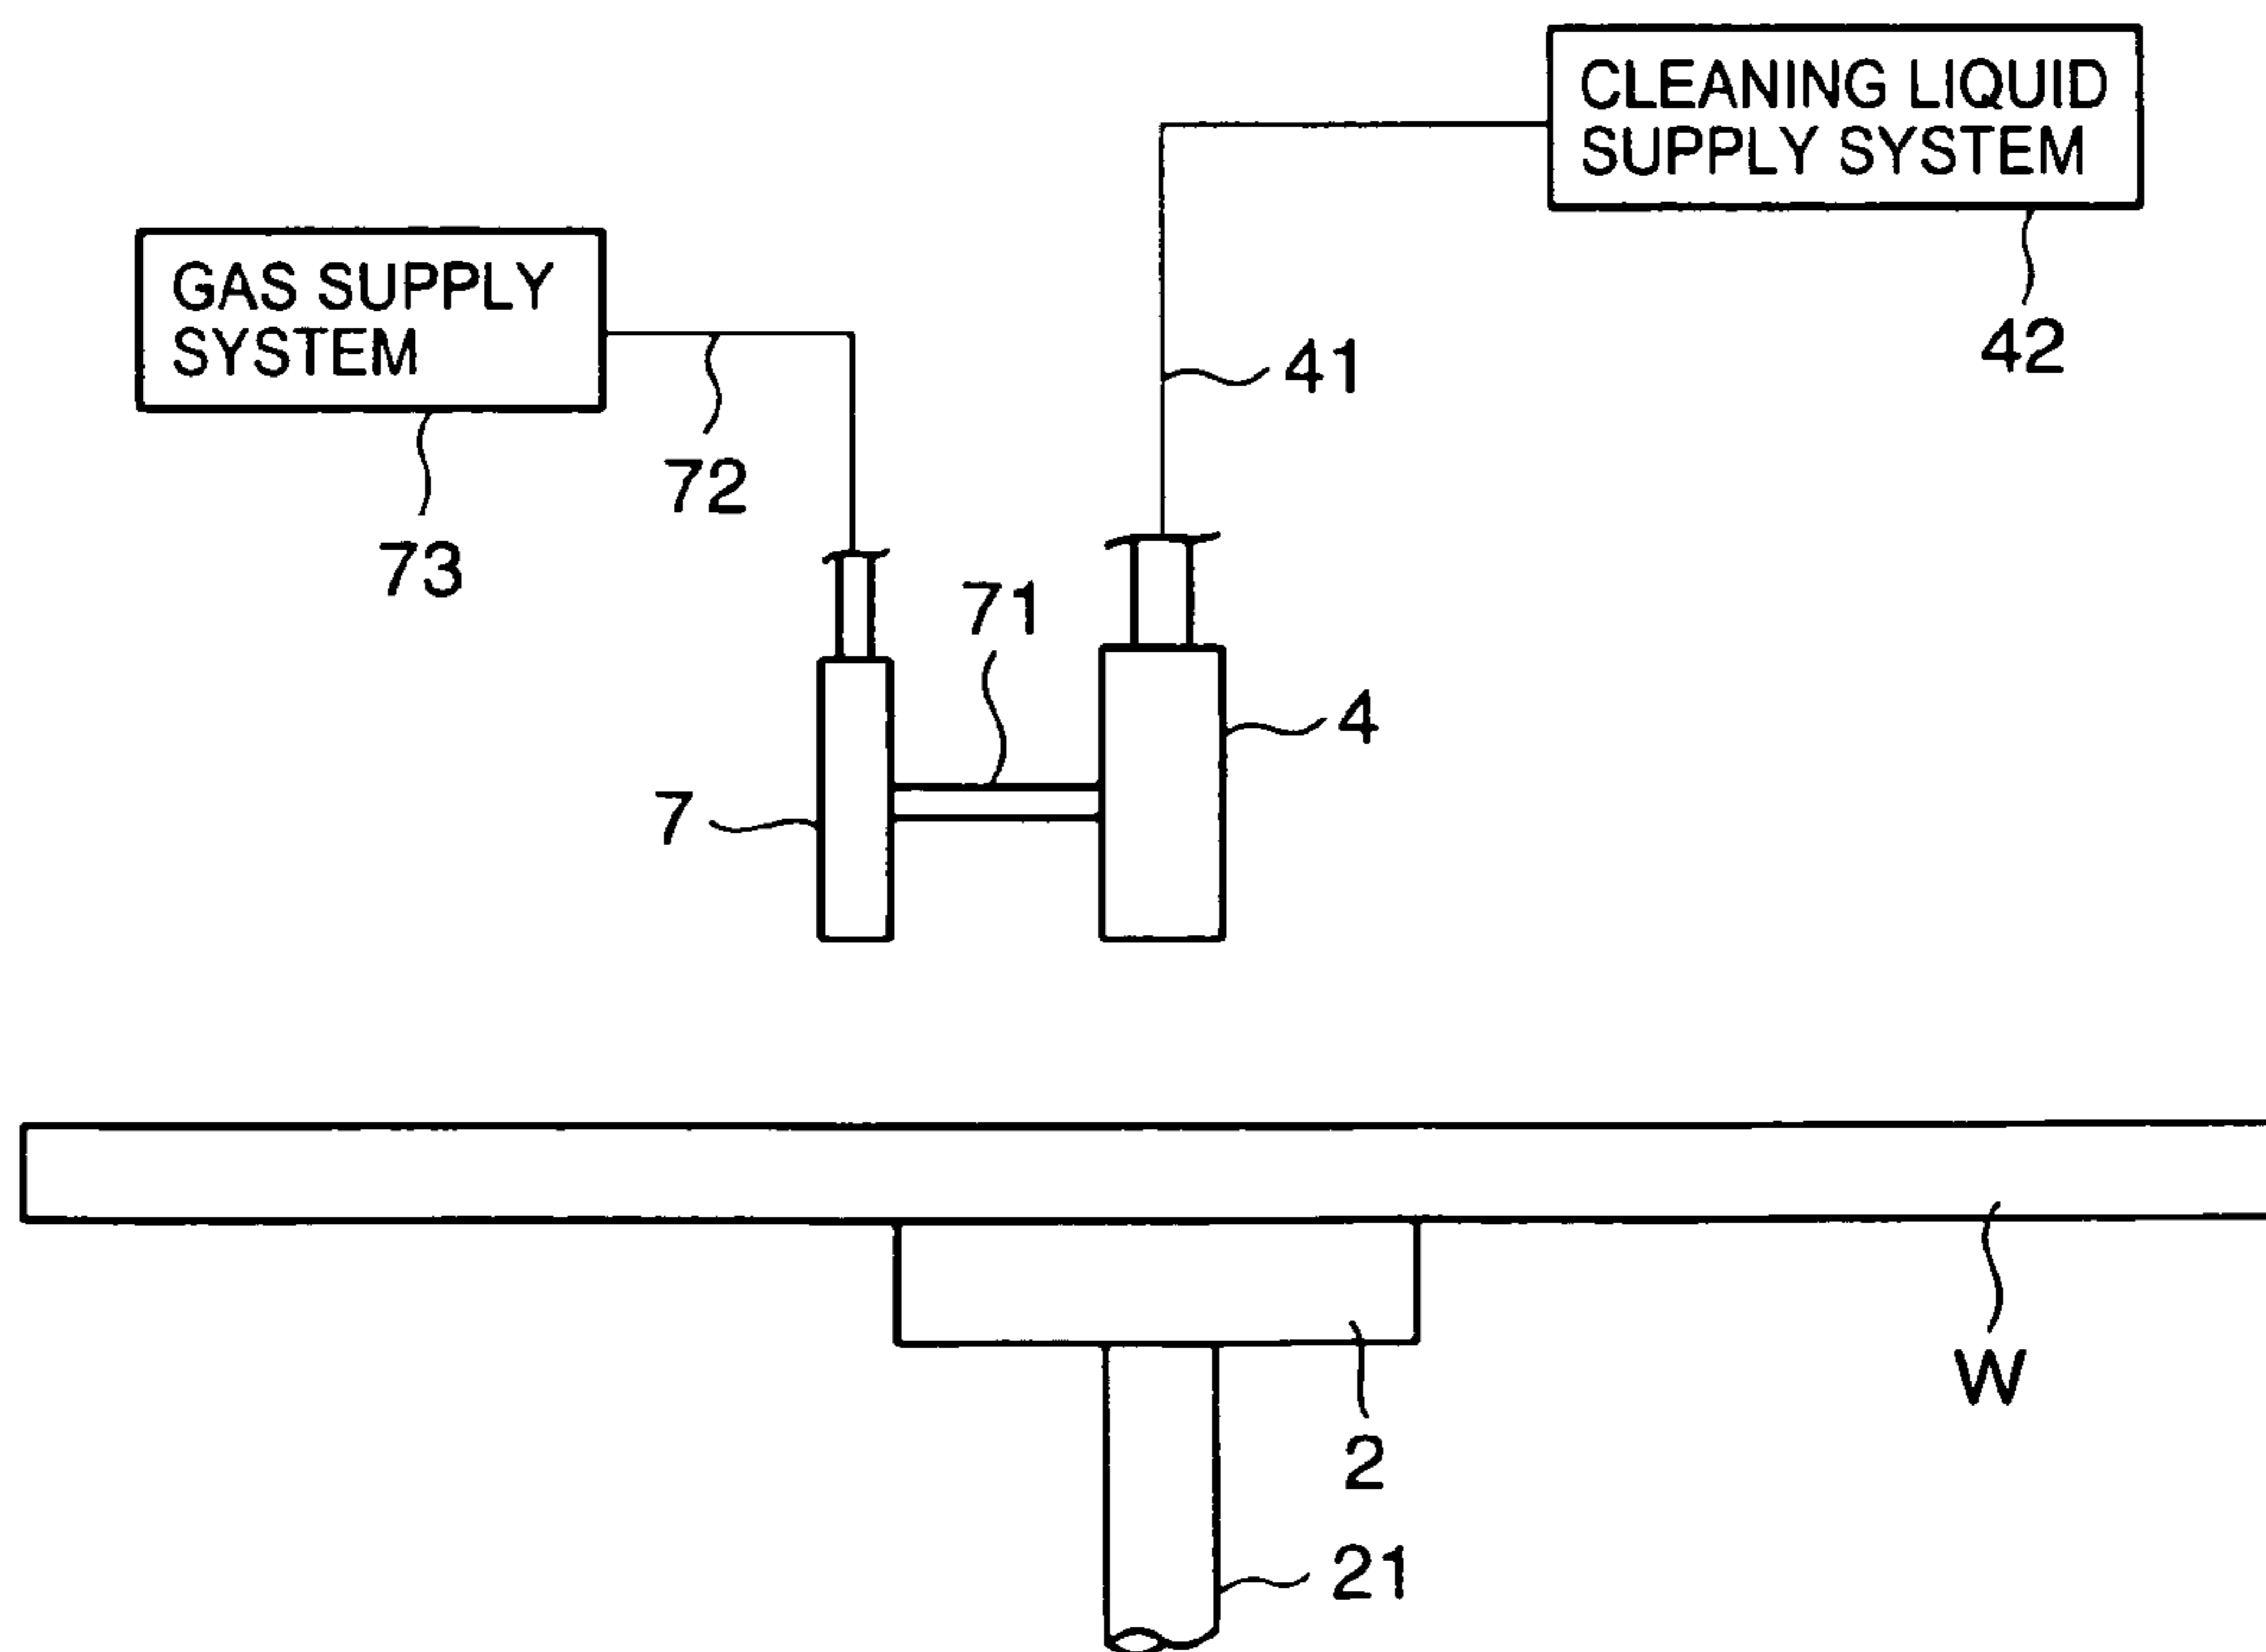 CLEANING LIQUID
SUPPLY SYSTEM
42
GAS SUPPLY
SYSTEM
73
72
41
71
4
7
W
2
21